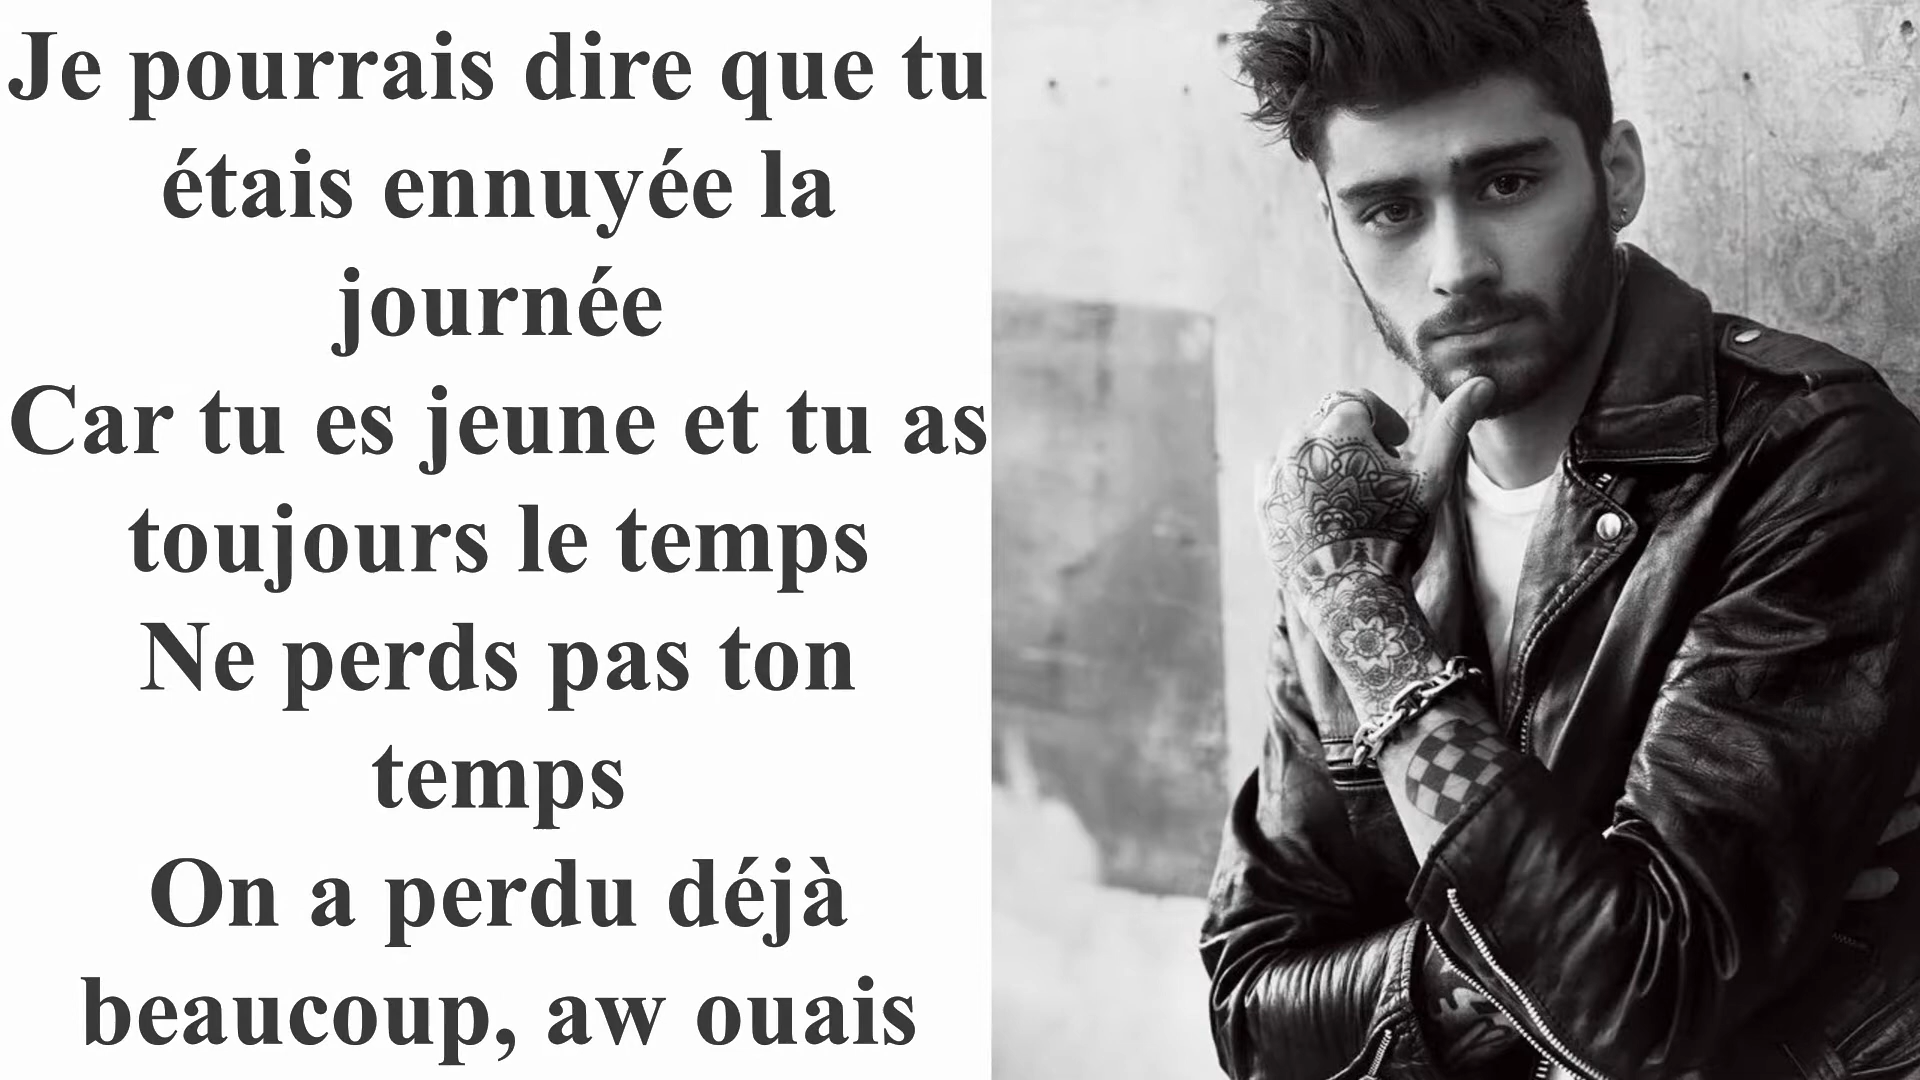 Je pourrais dire que tu
étais ennuyée la
journée
Car tu es jeune et tu as
toujours le temps
Ne perds pas ton
temps
On a perdu déjà
beaucoup, aw ouais